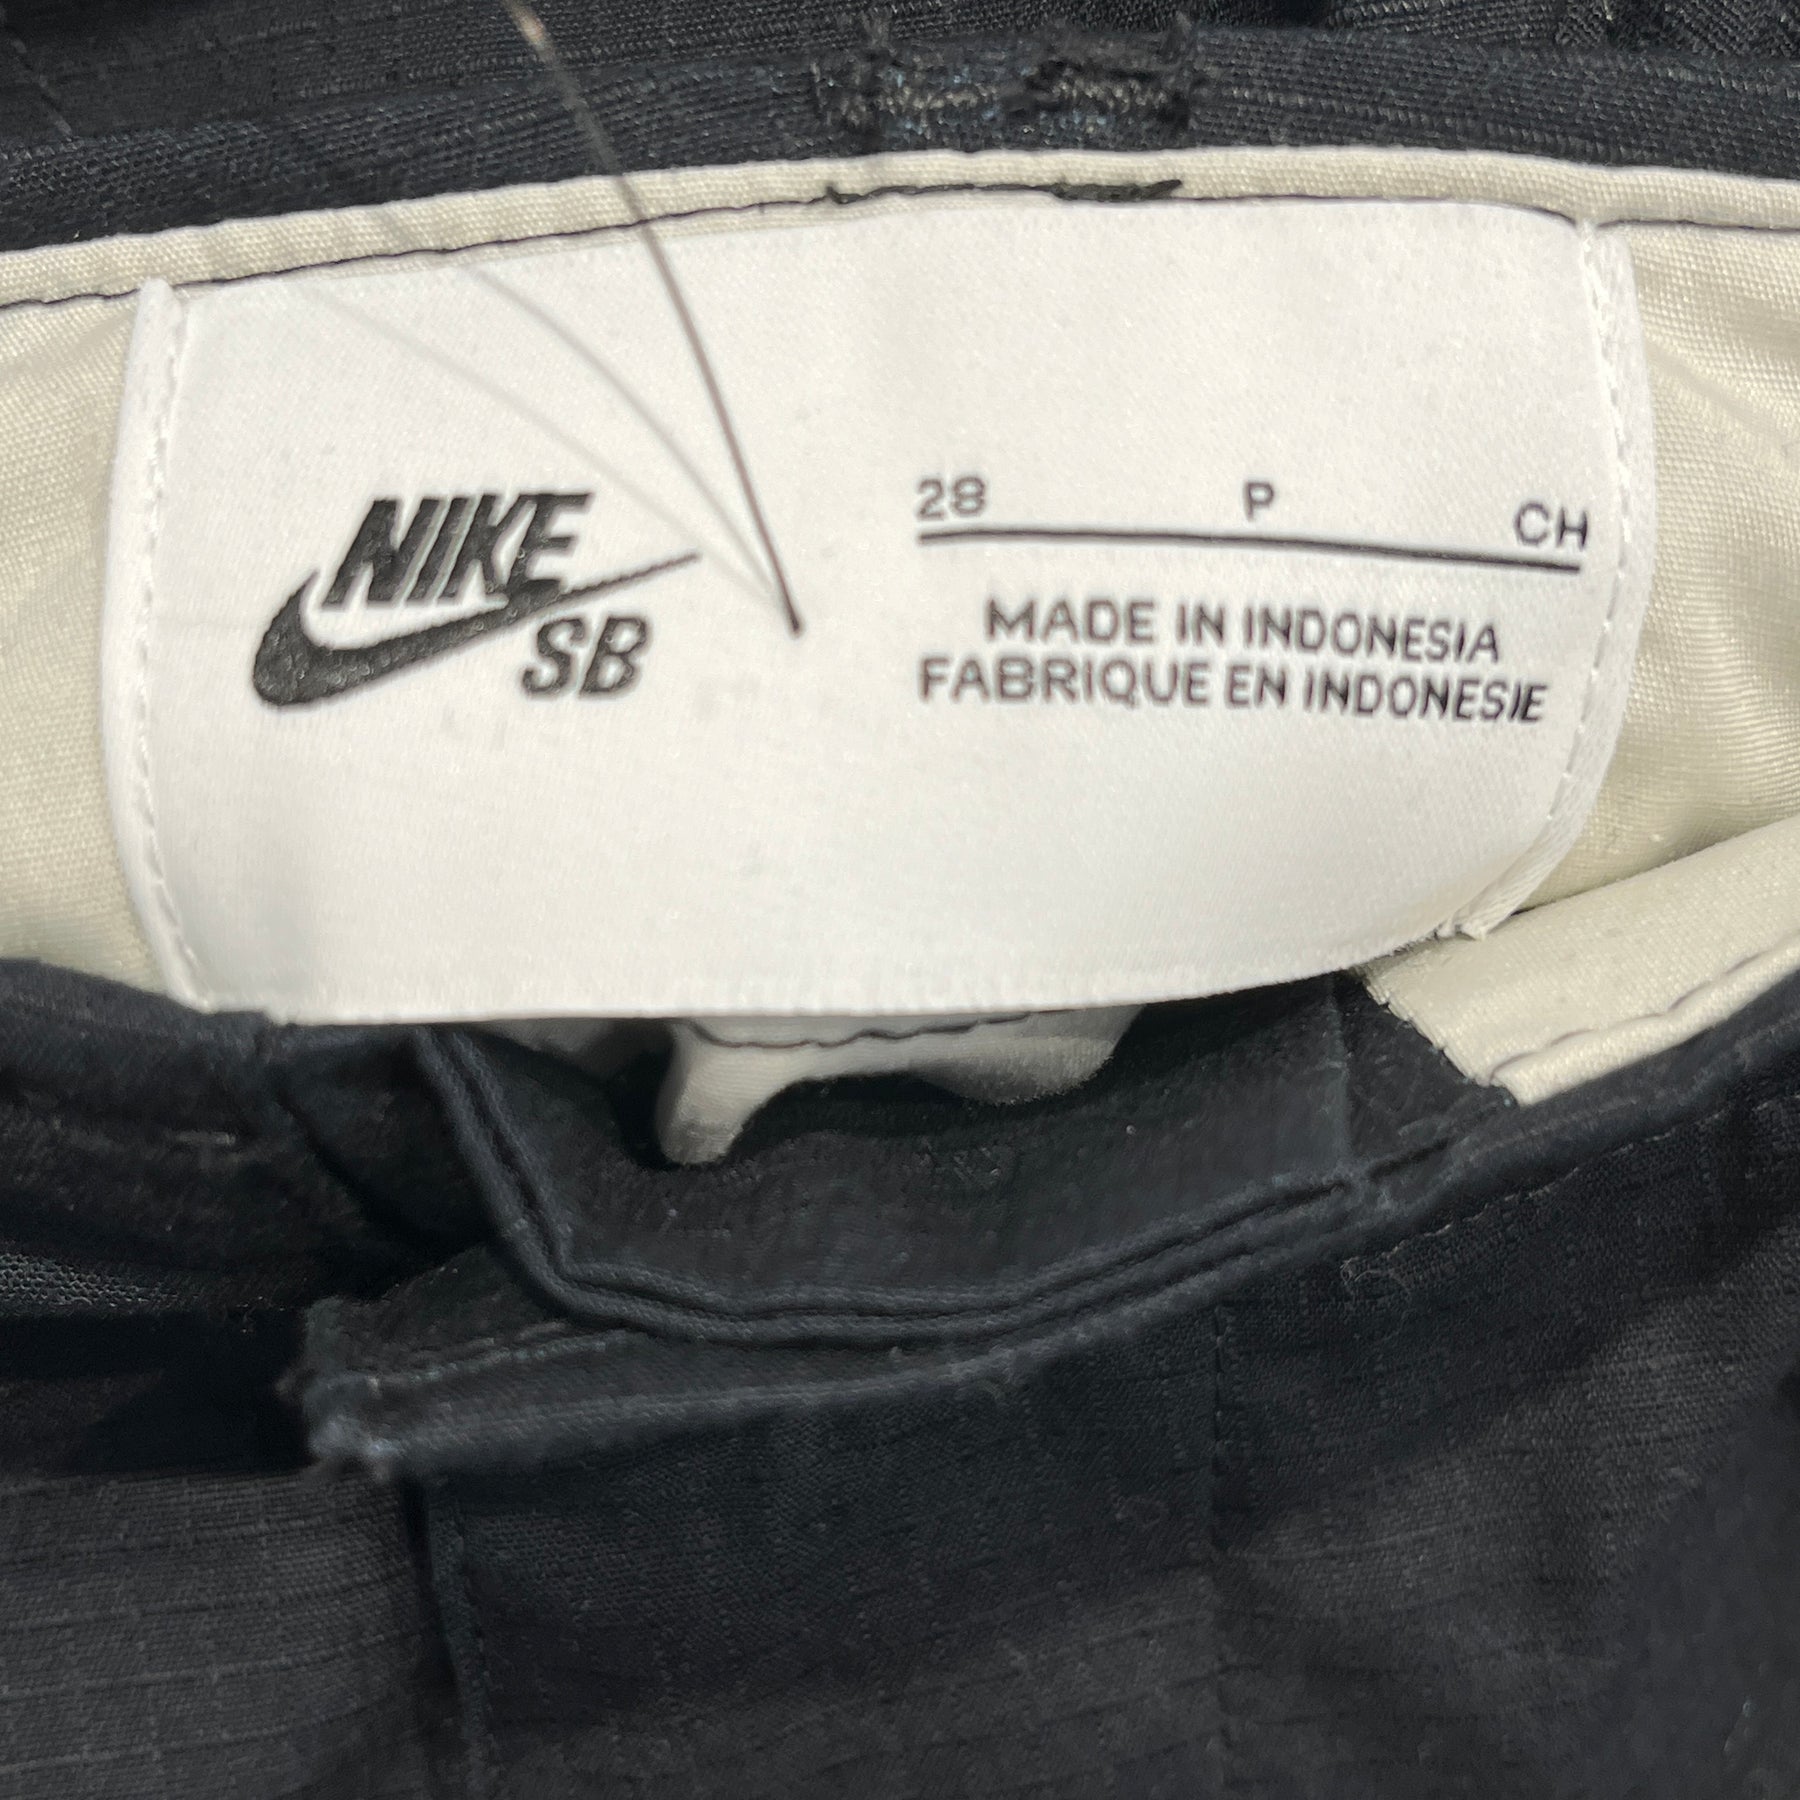 NIKE
SB
28 P CH
MADE IN INDONESIA
FABRIQUE EN INDONESIE